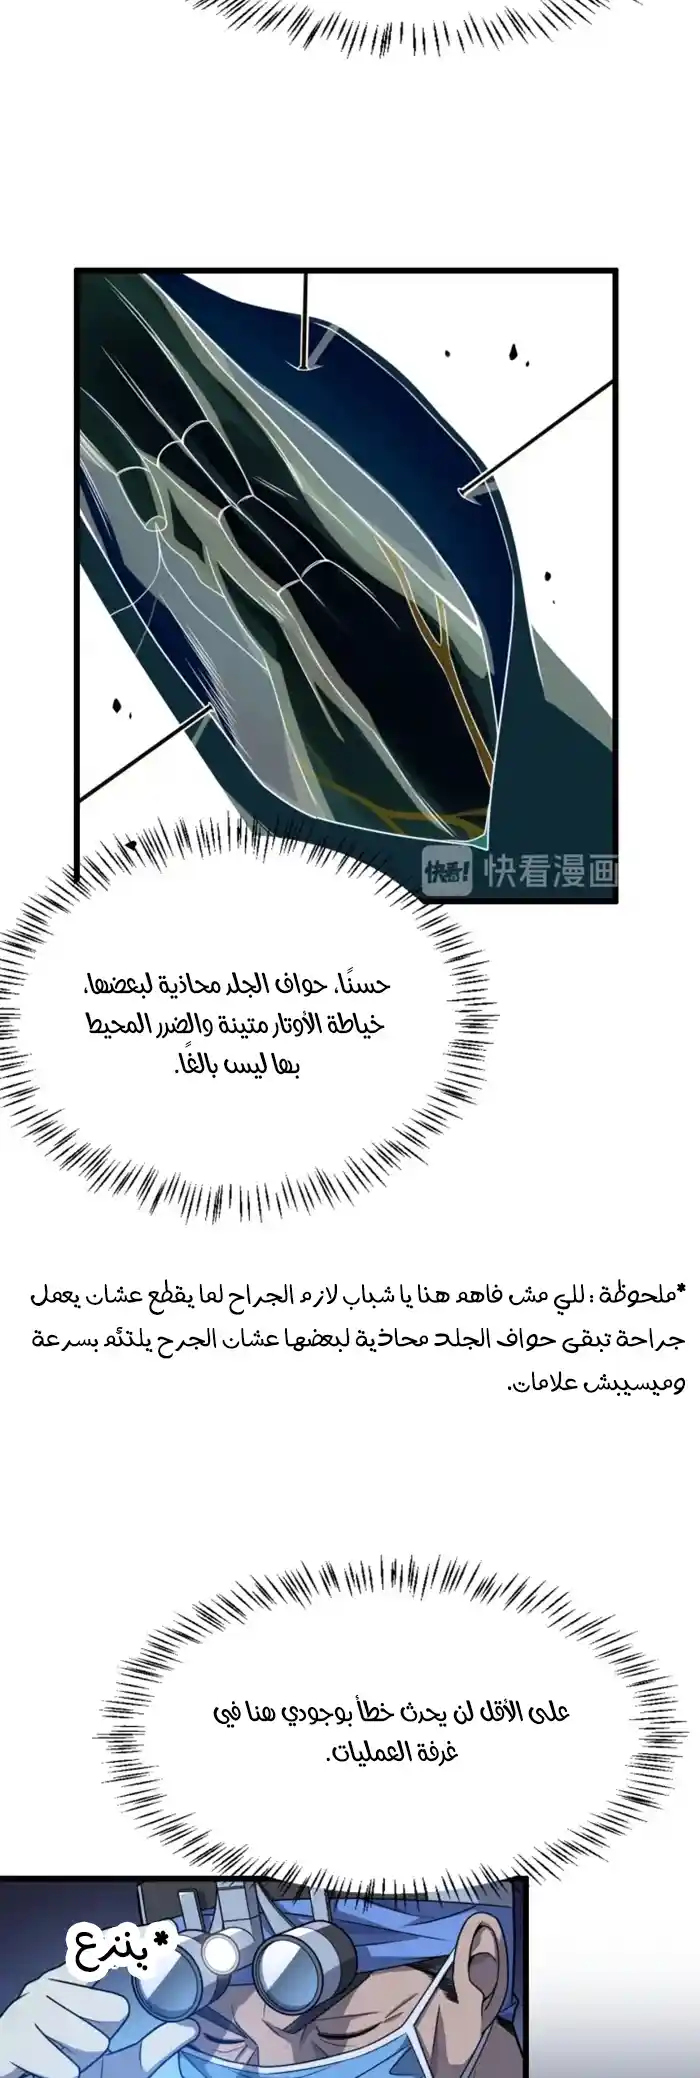 快看! 快看漫画
حسنًا، حواف الجلد محاذية لبعضها،
خياطة الأوتار متينة والضرر المحيط
بها ليس بالغًا.
*ملحوظة : للي مش فاهم هنا يا شباب لازم الجراح لما يقطع عشان يعمل
جراحة تبقى حواف الجلد محاذية لبعضها عشان الجرح يلتئم بسرعة
وميسيبش علامات.
على الأقل لن يحدث خطأ بوجودي هنا في
غرفة العمليات.
*ينزع